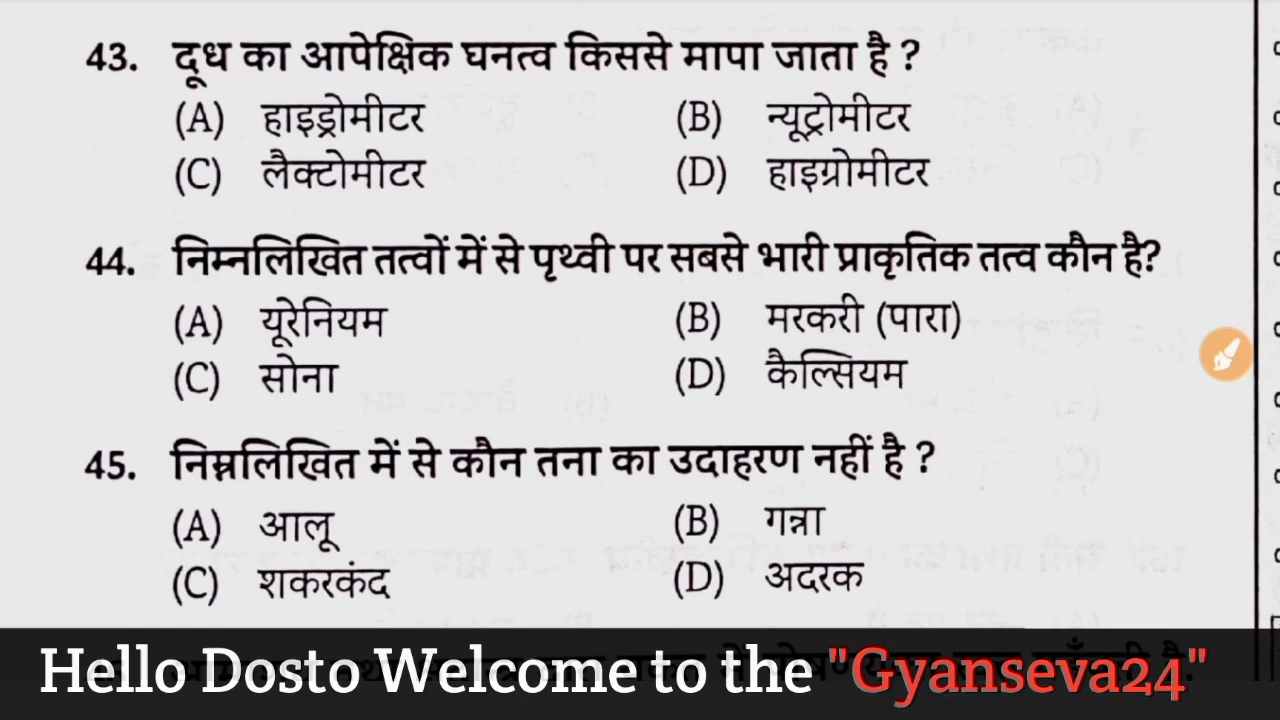 43. दूध का आपेक्षिक घनत्व किससे मापा जाता है ?
(A) हाइड्रोमीटर (B) न्यूट्रोमीटर
(C) लैक्टोमीटर (D) हाइग्रोमीटर
44. निम्नलिखित तत्वों में से पृथ्वी पर सबसे भारी प्राकृतिक तत्व कौन है?
(A) यूरेनियम (B) मरकरी (पारा)
(C) सोना (D) कैल्सियम
45. निम्नलिखित में से कौन तना का उदाहरण नहीं है ?
(A) आलू (B) गन्ना
(C) शकरकंद (D) अदरक
Hello Dosto Welcome to the "Gyanseva24"